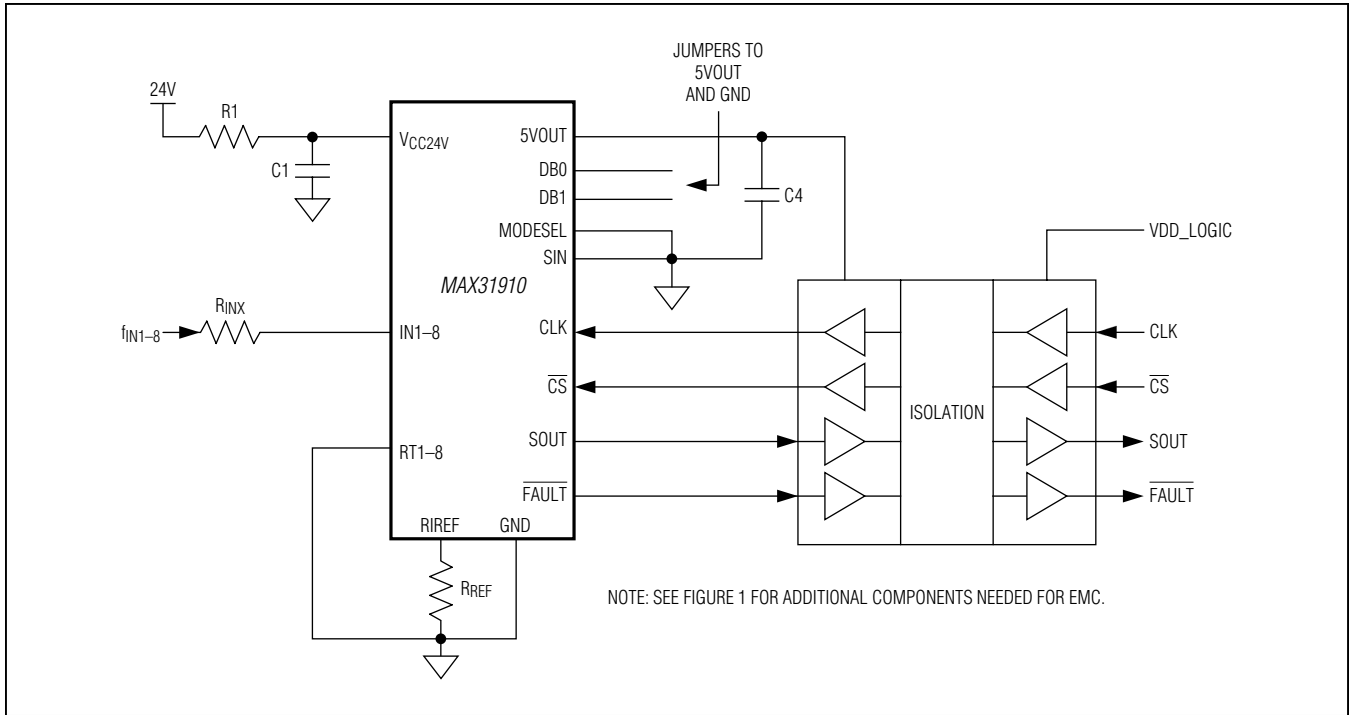 JUMPERS TO
5VOUT
AND GND
24V
R1
C1
VCC24V
5VOUT
DB0
DB1
C4
MODESEL
SIN
VDD_LOGIC
MAX31910
fIN1–8
RINX
IN1–8
CLK
CLK
CS
CS
ISOLATION
RT1–8
SOUT
SOUT
FAULT
FAULT
RIREF
GND
RREF
NOTE: SEE FIGURE 1 FOR ADDITIONAL COMPONENTS NEEDED FOR EMC.